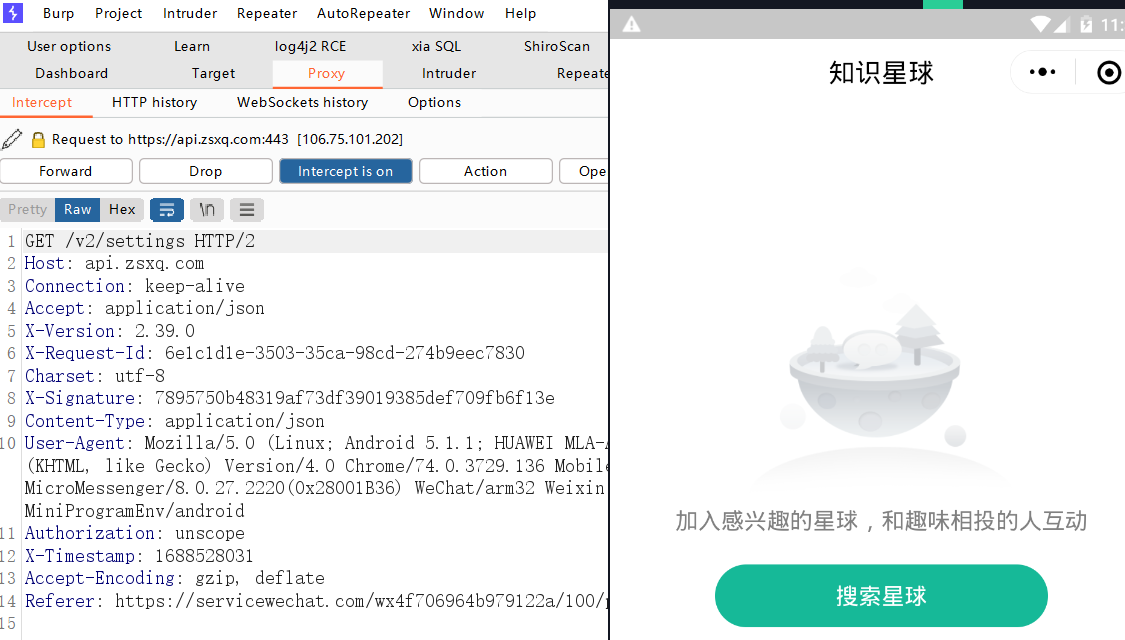 Burp Project Intruder Repeater AutoRepeater Window Help
User options Learn log4j2 RCE xia SQL ShiroScan
Dashboard Target Proxy Intruder Repeate
Intercept HTTP history WebSockets history Options
Request to https://api.zsxq.com:443 [106.75.101.202]
Forward Drop Intercept is on Action Ope
Pretty Raw Hex \n
1 GET /v2/settings HTTP/2
2 Host: api.zsxq.com
3 Connection: keep-alive
4 Accept: application/json
5 X-Version: 2.39.0
6 X-Request-Id: 6e1c1d1e-3503-35ca-98cd-274b9eec7830
7 Charset: utf-8
8 X-Signature: 7895750b48319af73df39019385def709fb6f13e
9 Content-Type: application/json
10 User-Agent: Mozilla/5.0 (Linux; Android 5.1.1; HUAWEI MLA-A
(KHTML, like Gecko) Version/4.0 Chrome/74.0.3729.136 Mobile
MicroMessenger/8.0.27.2220(0x28001B36) WeChat/arm32 Weixin
MiniProgramEnv/android
11 Authorization: unscope
12 X-Timestamp: 1688528031
13 Accept-Encoding: gzip, deflate
14 Referer: https://servicewechat.com/wx4f706964b979122a/100/p
15
11:
知识星球
加入感兴趣的星球，和趣味相投的人互动
搜索星球